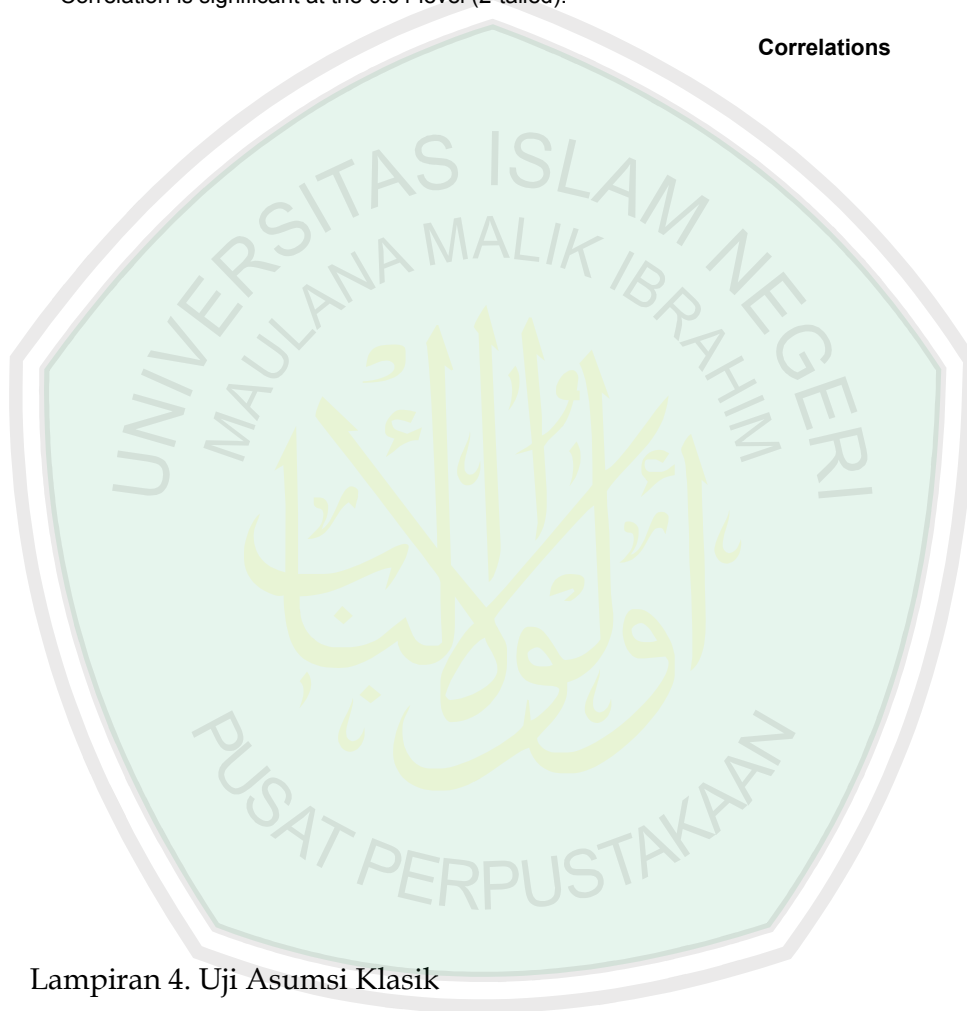 Correlation is significant at the 0.01 level (2-tailed).
Correlations
UNIVERSITAS ISLAM NEGERI
MAULANA MALIK IBRAHIM
PUSAT PERPUSTAKAAN
Lampiran 4. Uji Asumsi Klasik